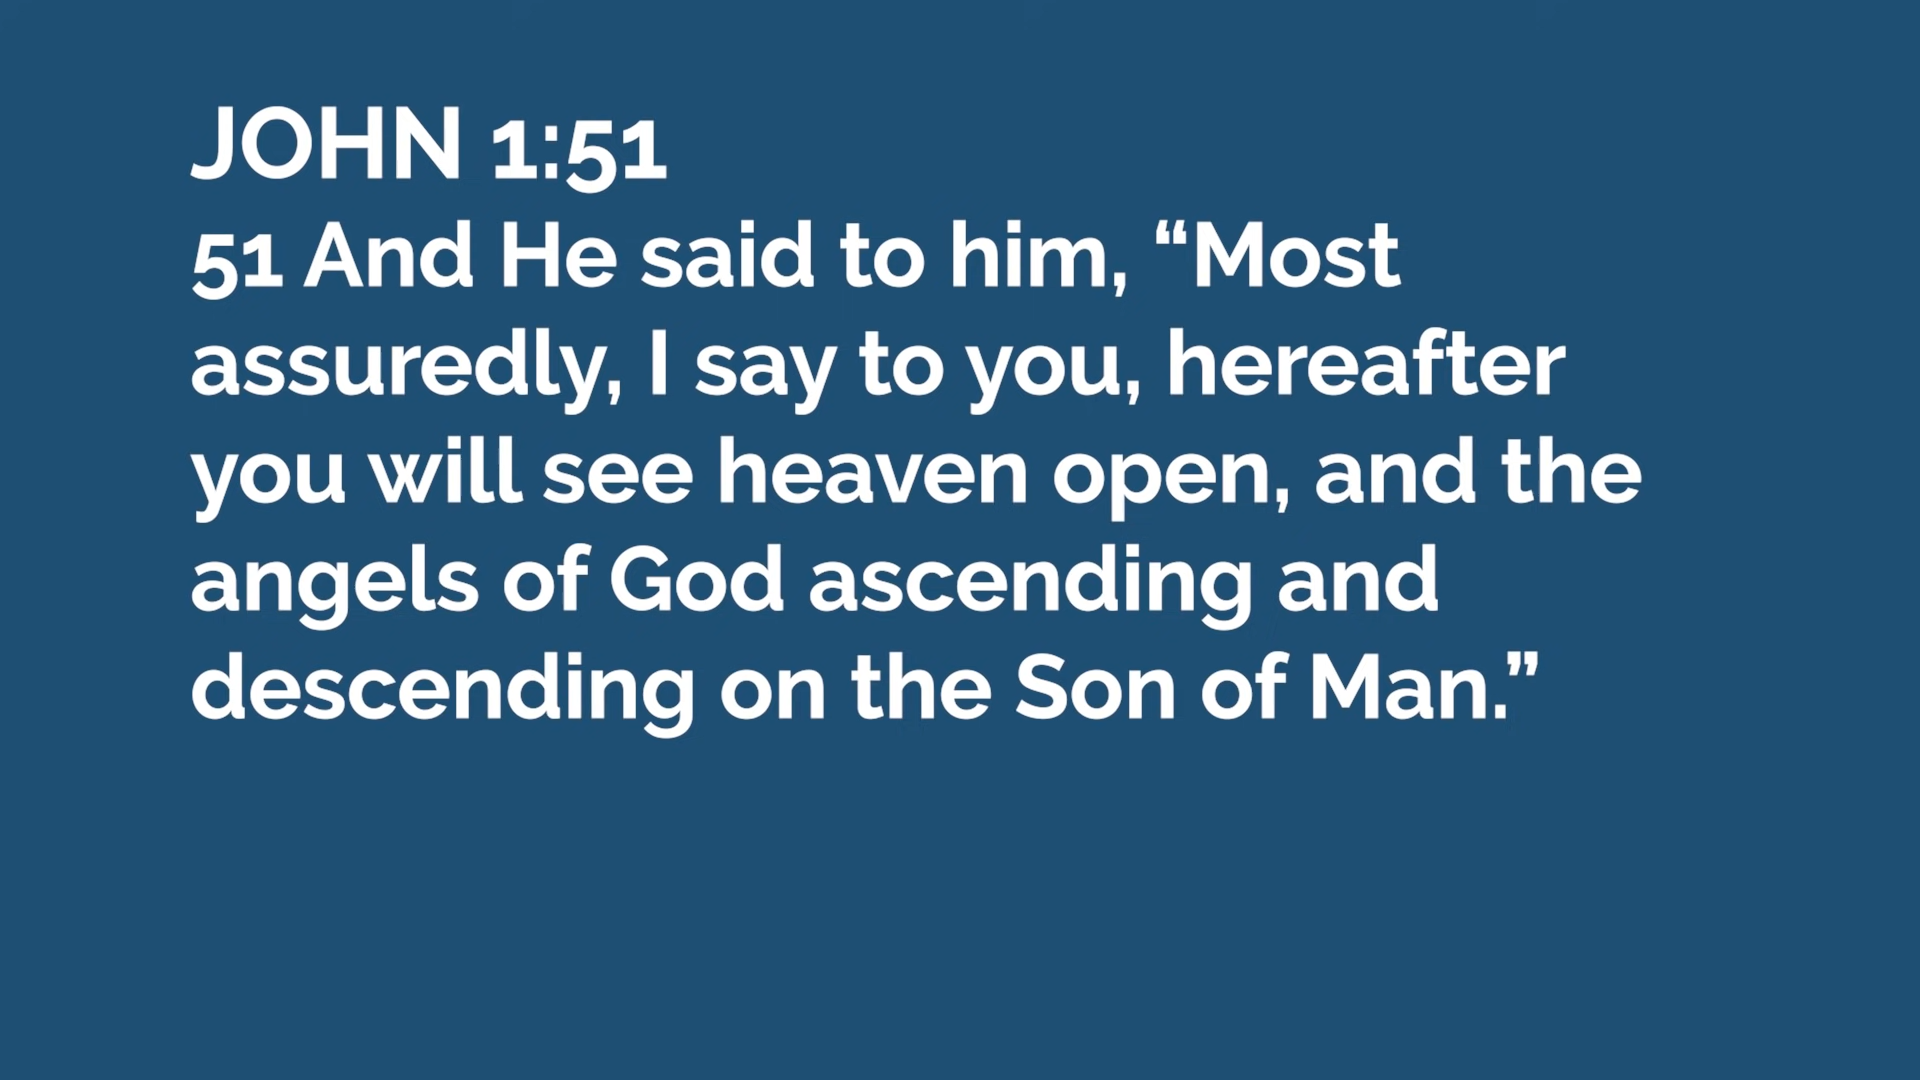 JOHN 1:51
51 And He said to him, “Most
assuredly, I say to you, hereafter
you will see heaven open, and the
angels of God ascending and
descending on the Son of Man.”